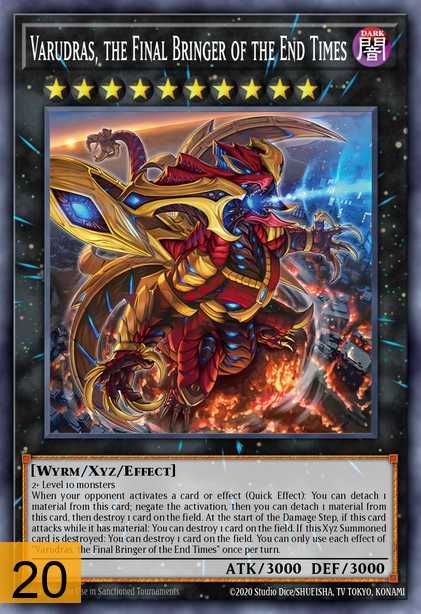 VARUDRAS, THE FINAL BRINGER OF THE END TIMES
DARK
闇
[WYRM/XYZ/EFFECT]
2+ Level 10 monsters
When your opponent activates a card or effect (Quick Effect): You can detach 1
material from this card; negate the activation, then you can detach 1 material from
this card, then destroy 1 card on the field. At the start of the Damage Step, if this card
attacks while it has material: You can destroy 1 card on the field. If this Xyz Summoned
card is destroyed: You can destroy 1 card on the field. You can only use each effect of
"Varudras, the Final Bringer of the End Times" once per turn.
ATK/3000 DEF/3000
20
Use in Sanctioned Tournaments
©2020 Studio Dice/SHUEISHA, TV TOKYO, KONAMI